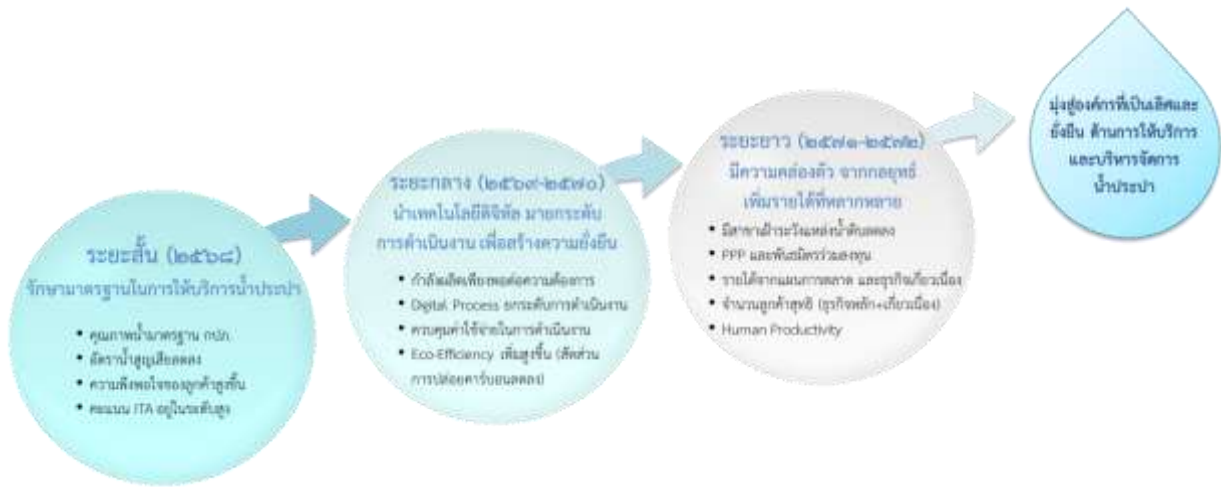 ระยะสั้น (๒๕๖๘)
รักษามาตรฐานในการให้บริการน้ำประปา
• คุณภาพน้ำมาตรฐาน กปภ.
• อัตราน้ำสูญเสียลดลง
• ความพึงพอใจของลูกค้าสูงขึ้น
• คะแนน ITA อยู่ในระดับสูง
ระยะกลาง (๒๕๖๙-๒๕๗๐)
นำเทคโนโลยีดิจิทัล มายกระดับ
การดำเนินงาน เพื่อสร้างความยั่งยืน
• กำลังผลิตเพียงพอต่อความต้องการ
• Digital Process ยกระดับการดำเนินงาน
• ควบคุมค่าใช้จ่ายในการดำเนินงาน
• Eco-Efficiency เพิ่มสูงขึ้น (สัดส่วน
การปล่อยคาร์บอนลดลง)
ระยะยาว (๒๕๗๑-๒๕๗๒)
มีความคล่องตัว จากกลยุทธ์
เพิ่มรายได้ที่หลากหลาย
• มีสาขาเฝ้าระวังแหล่งน้ำดิบลดลง
• PPP และพันธมิตรร่วมลงทุน
• รายได้จากแผนการตลาด และธุรกิจเกี่ยวเนื่อง
• จำนวนลูกค้าสุทธิ (ธุรกิจหลัก+เกี่ยวเนื่อง)
• Human Productivity
มุ่งสู่องค์กรที่เป็นเลิศและ
ยั่งยืน ด้านการให้บริการ
และบริหารจัดการ
น้ำประปา